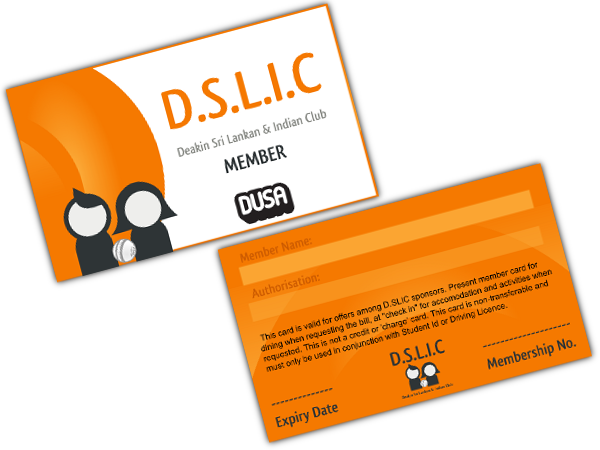 D.S.L.I.C
Deakin Sri Lankan & Indian Club
MEMBER
DUSA
Member Name:
Authorisation:
This card is valid for offers among D.SLIC sponsors. Present member card for
dining when requesting the bill, at "check in" for accomodation and activities when
requested. This is not a credit or 'charge' card. This card is non-transferable and
must only be used in conjunction with Student Id or Driving Licence.
D.S.L.I.C
Deakin Sri Lankan & Indian Club
Expiry Date
Membership No.